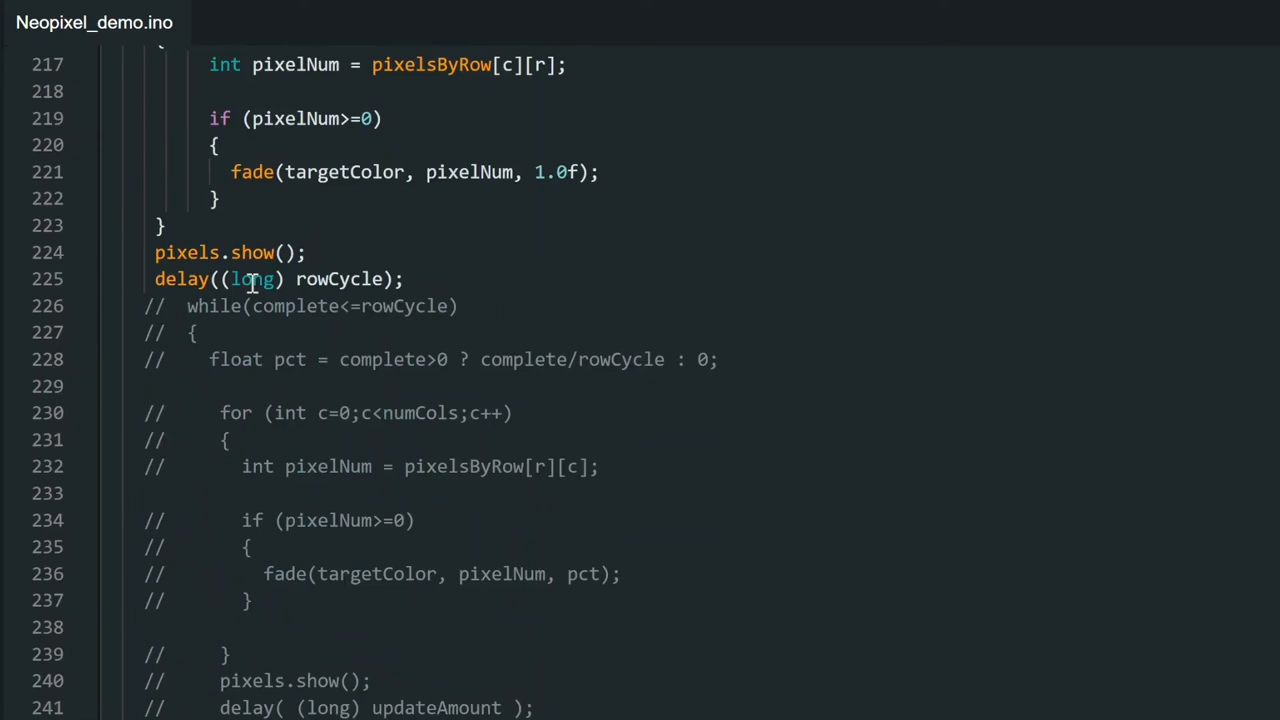 Neopixel_demo.ino
{
217 int pixelNum = pixelsByRow[c][r];
218
219 if (pixelNum>=0)
220 {
221 fade(targetColor, pixelNum, 1.0f);
222 }
223 }
224 pixels.show();
225 delay((long) rowCycle);
226 // while(complete<=rowCycle)
227 // {
228 // float pct = complete>0 ? complete/rowCycle : 0;
229
230 // for (int c=0;c<numCols;c++)
231 // {
232 // int pixelNum = pixelsByRow[r][c];
233
234 // if (pixelNum>=0)
235 // {
236 // fade(targetColor, pixelNum, pct);
237 // }
238
239 // }
240 // pixels.show();
241 // delay( (long) updateAmount );